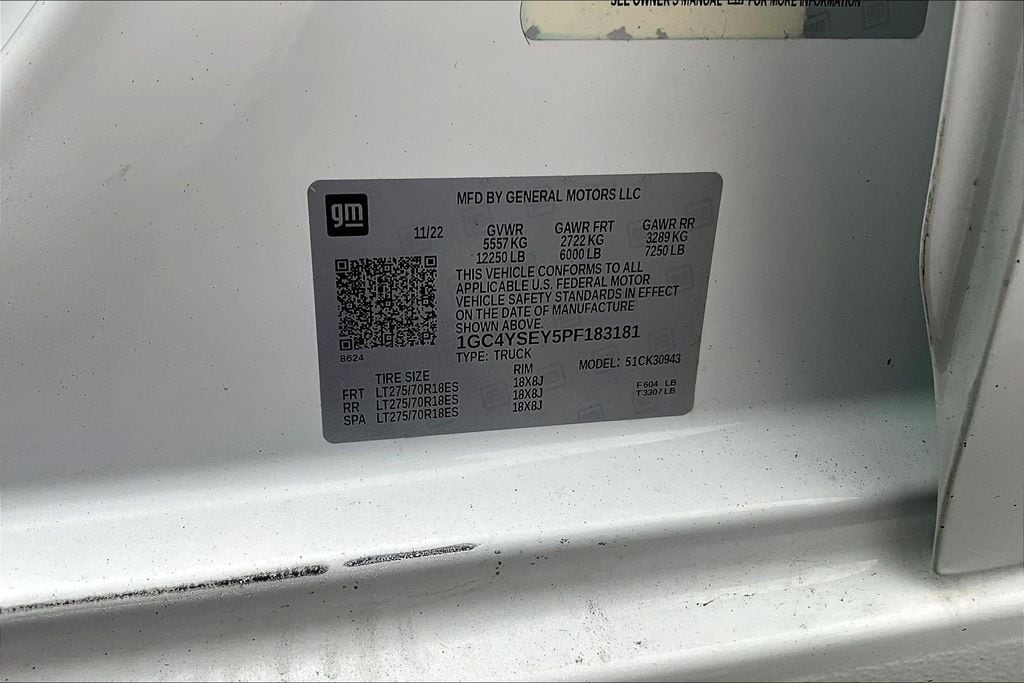 SEE OWNER'S MANUAL FOR MORE INFORMATION
gm
MFD BY GENERAL MOTORS LLC
11/22 GVWR GAWR FRT GAWR RR
5557 KG 2722 KG 3289 KG
12250 LB 6000 LB 7250 LB
THIS VEHICLE CONFORMS TO ALL
APPLICABLE U.S. FEDERAL MOTOR
VEHICLE SAFETY STANDARDS IN EFFECT
ON THE DATE OF MANUFACTURE
SHOWN ABOVE.
1GC4YSEY5PF183181
8624
TYPE: TRUCK MODEL: 51CK30943
TIRE SIZE RIM
FRT LT275/70R18ES 18X8J F604 LB
RR LT275/70R18ES 18X8J T3307 LB
SPA LT275/70R18ES 18X8J